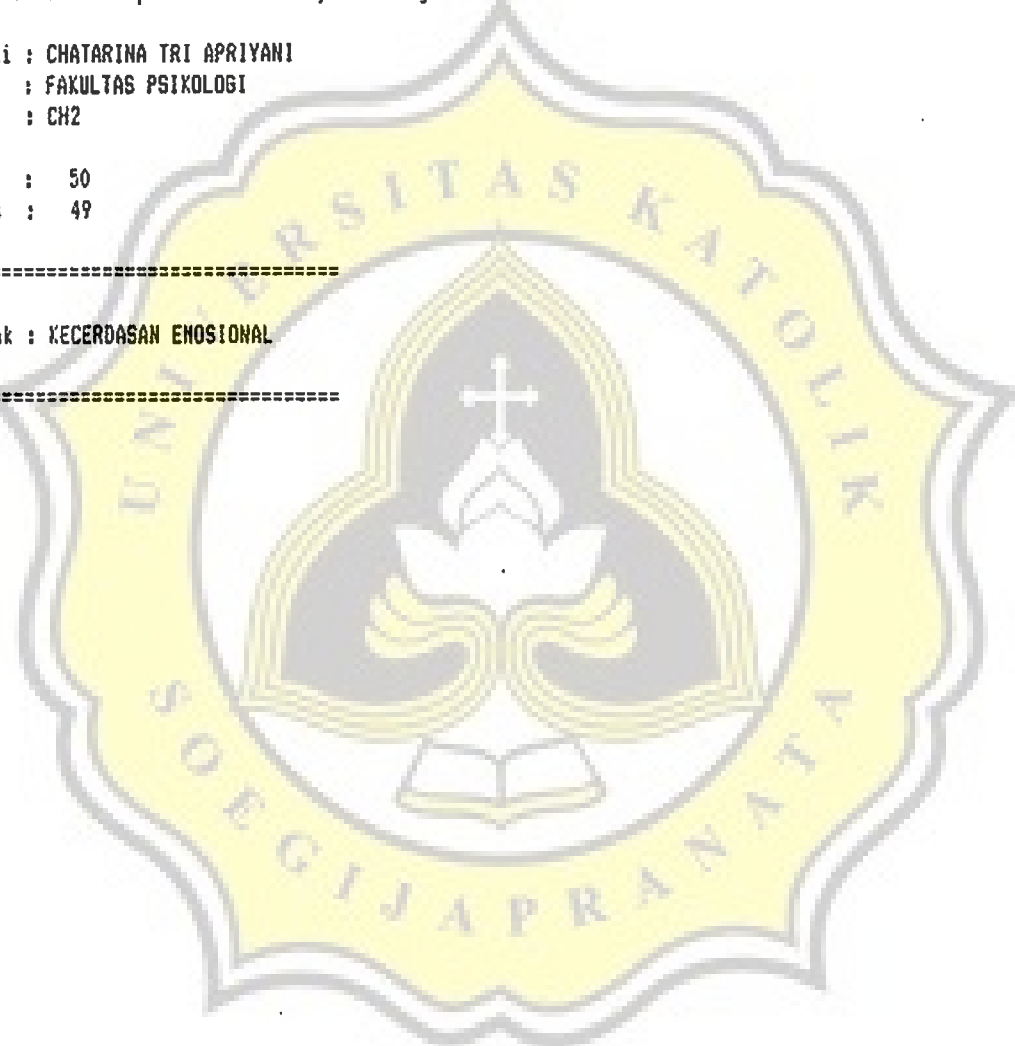 : CHATARINA TRI APRIYANI
: FAKULTAS PSIKOLOGI
: CH2
: 50
: 49
===============================
: KECERDASAN EMOSIONAL
===============================
UNIVERSITAS KATOLIK
SOEGIJAPRANATA